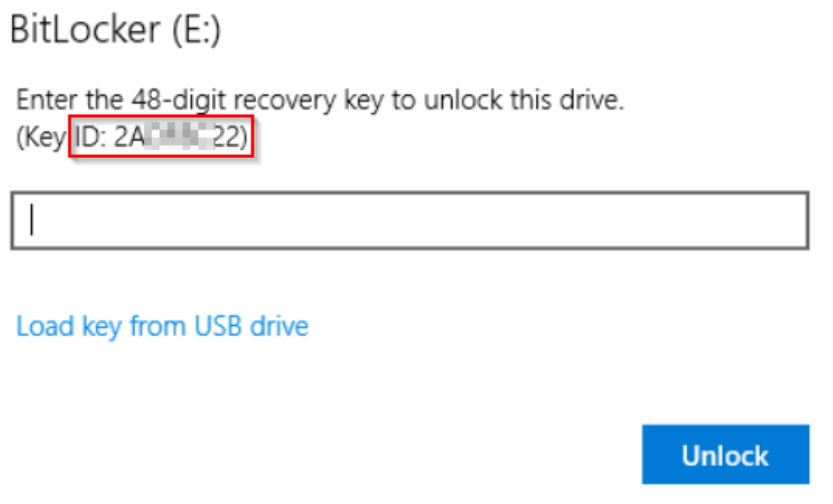 BitLocker (E:)
Enter the 48-digit recovery key to unlock this drive.
(Key ID: 2A 22)
Load key from USB drive
Unlock